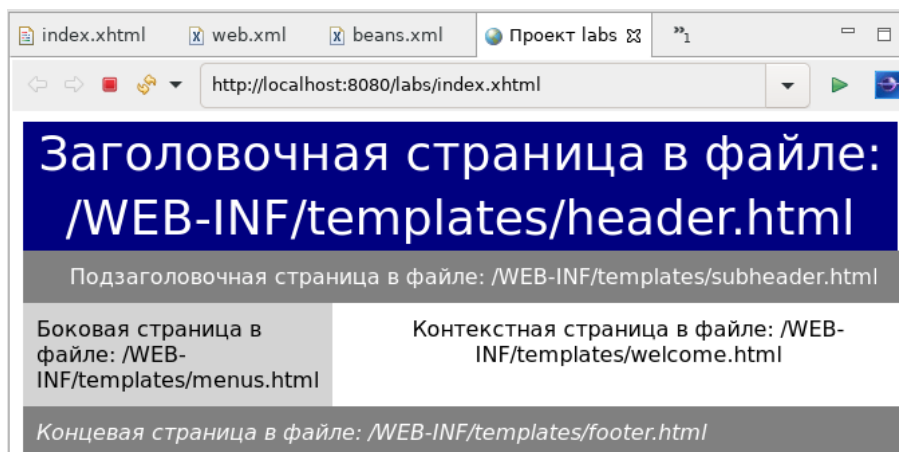 index.xhtml web.xml beans.xml Проект labs »1
http://localhost:8080/labs/index.xhtml
Заголовочная страница в файле:
/WEB-INF/templates/header.html
Подзаголовочная страница в файле: /WEB-INF/templates/subheader.html
Боковая страница в
файле: /WEB-
INF/templates/menus.html
Контекстная страница в файле: /WEB-
INF/templates/welcome.html
Концевая страница в файле: /WEB-INF/templates/footer.html